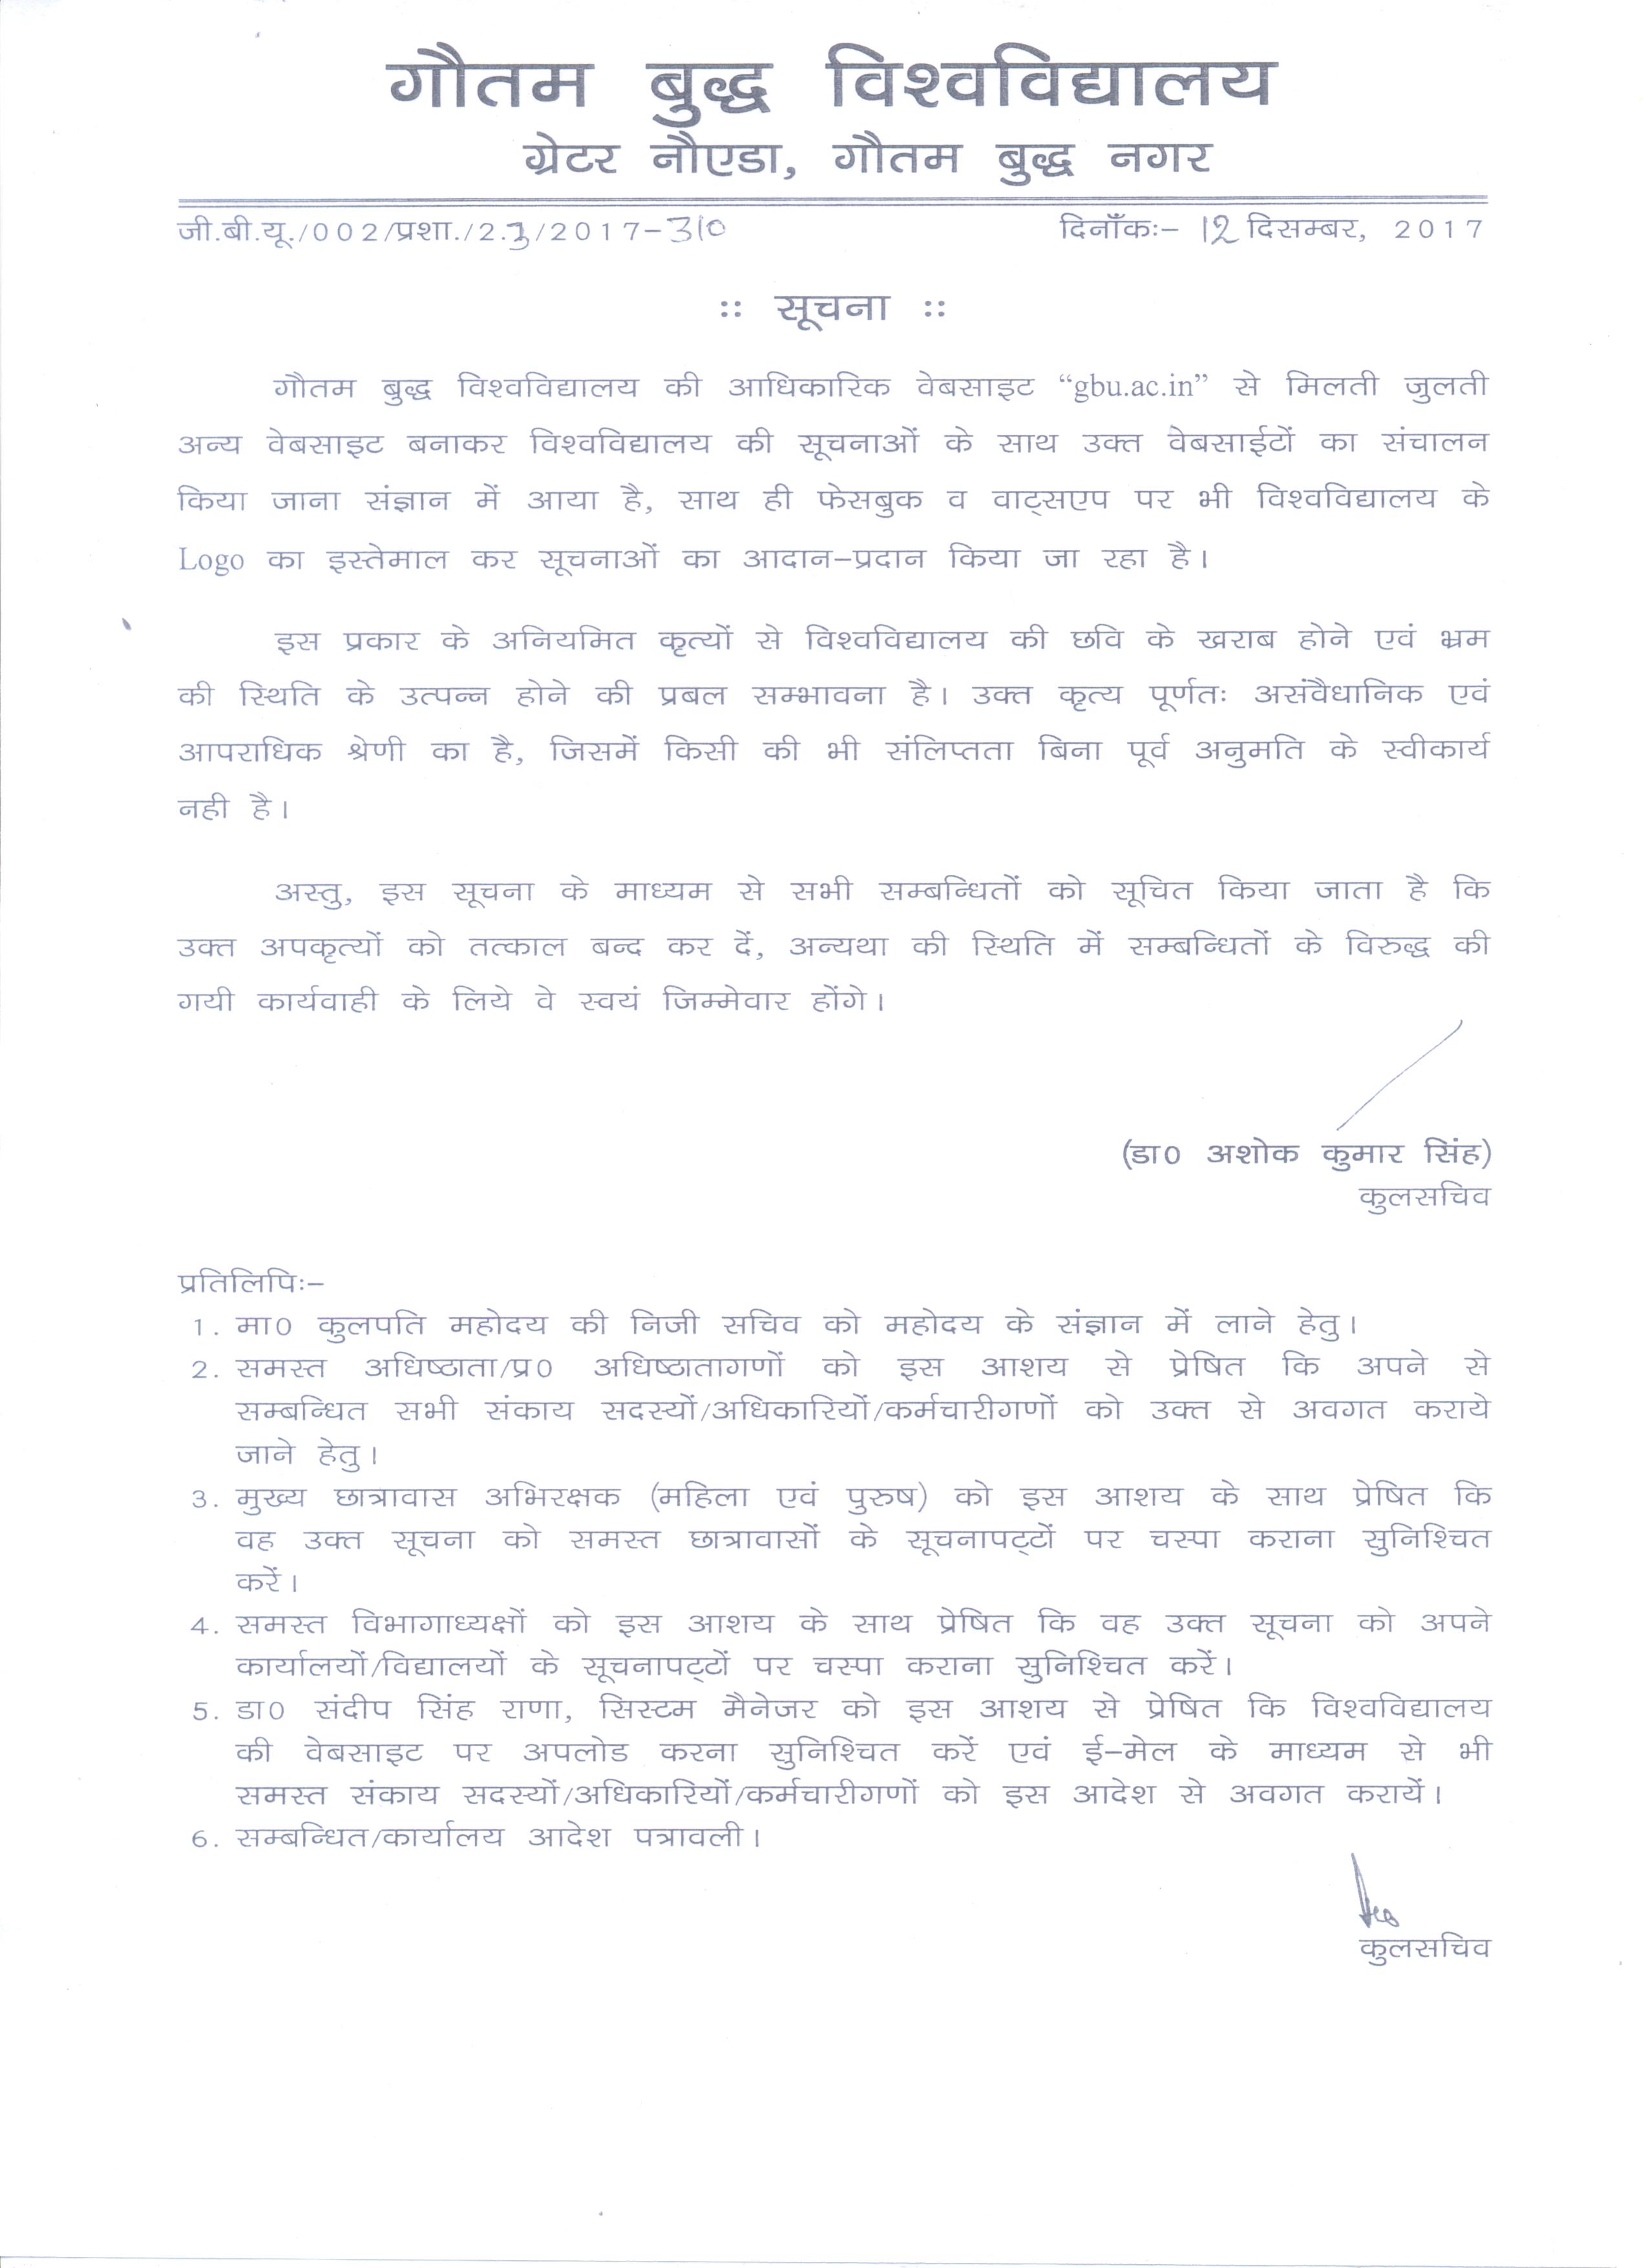 गौतम बुद्ध विश्वविद्यालय
ग्रेटर नौएडा, गौतम बुद्ध नगर
जी.बी.यू./002/प्रशा./2.3/2017-310 दिनाँकः- 12 दिसम्बर, 2017
:: सूचना ::
गौतम बुद्ध विश्वविद्यालय की आधिकारिक वेबसाइट “gbu.ac.in” से मिलती जुलती
अन्य वेबसाइट बनाकर विश्वविद्यालय की सूचनाओं के साथ उक्त वेबसाईटों का संचालन
किया जाना संज्ञान में आया है, साथ ही फेसबुक व वाट्सएप पर भी विश्वविद्यालय के
Logo का इस्तेमाल कर सूचनाओं का आदान-प्रदान किया जा रहा है।
इस प्रकार के अनियमित कृत्यों से विश्वविद्यालय की छवि के खराब होने एवं भ्रम
की स्थिति के उत्पन्न होने की प्रबल सम्भावना है। उक्त कृत्य पूर्णतः असंवैधानिक एवं
आपराधिक श्रेणी का है, जिसमें किसी की भी संलिप्तता बिना पूर्व अनुमति के स्वीकार्य
नही है।
अस्तु, इस सूचना के माध्यम से सभी सम्बन्धितों को सूचित किया जाता है कि
उक्त अपकृत्यों को तत्काल बन्द कर दें, अन्यथा की स्थिति में सम्बन्धितों के विरुद्ध की
गयी कार्यवाही के लिये वे स्वयं जिम्मेवार होंगे।
(डा0 अशोक कुमार सिंह)
कुलसचिव
प्रतिलिपिः-
1. मा0 कुलपति महोदय की निजी सचिव को महोदय के संज्ञान में लाने हेतु।
2. समस्त अधिष्ठाता/प्र0 अधिष्ठातागणों को इस आशय से प्रेषित कि अपने से
सम्बन्धित सभी संकाय सदस्यों/अधिकारियों/कर्मचारीगणों को उक्त से अवगत कराये
जाने हेतु।
3. मुख्य छात्रावास अभिरक्षक (महिला एवं पुरुष) को इस आशय के साथ प्रेषित कि
वह उक्त सूचना को समस्त छात्रावासों के सूचनापट्टों पर चस्पा कराना सुनिश्चित
करें।
4. समस्त विभागाध्यक्षों को इस आशय के साथ प्रेषित कि वह उक्त सूचना को अपने
कार्यालयों/विद्यालयों के सूचनापट्टों पर चस्पा कराना सुनिश्चित करें।
5. डा0 संदीप सिंह राणा, सिस्टम मैनेजर को इस आशय से प्रेषित कि विश्वविद्यालय
की वेबसाइट पर अपलोड करना सुनिश्चित करें एवं ई-मेल के माध्यम से भी
समस्त संकाय सदस्यों/अधिकारियों/कर्मचारीगणों को इस आदेश से अवगत करायें।
6. सम्बन्धित/कार्यालय आदेश पत्रावली।
कुलसचिव